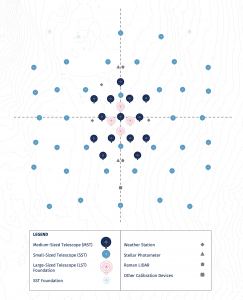 LEGEND
Medium-Sized Telescope (MST)
Small-Sized Telescope (SST)
Large-Sized Telescope (LST)
Foundation
SST Foundation
Weather Station
Stellar Photometer
Raman LIDAR
Other Calibration Devices